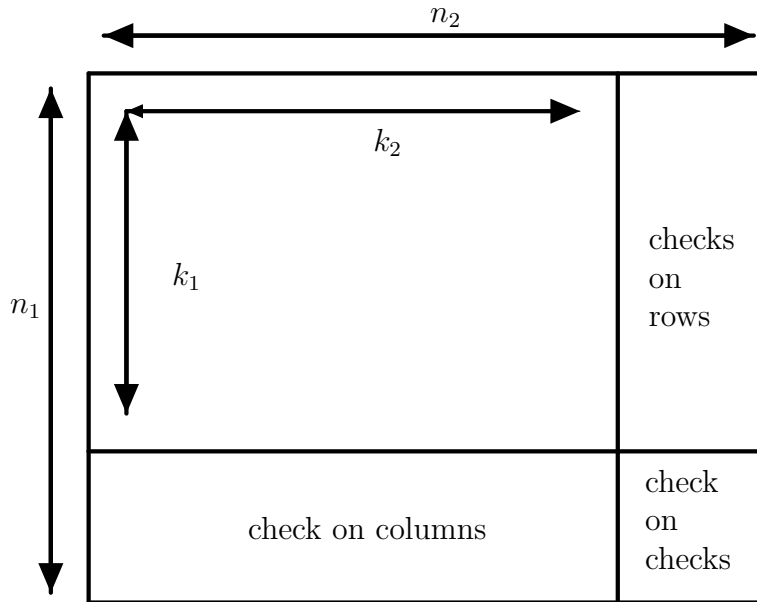 n₂
k₂
k₁
n₁
checks
on
rows
check on columns
check
on
checks